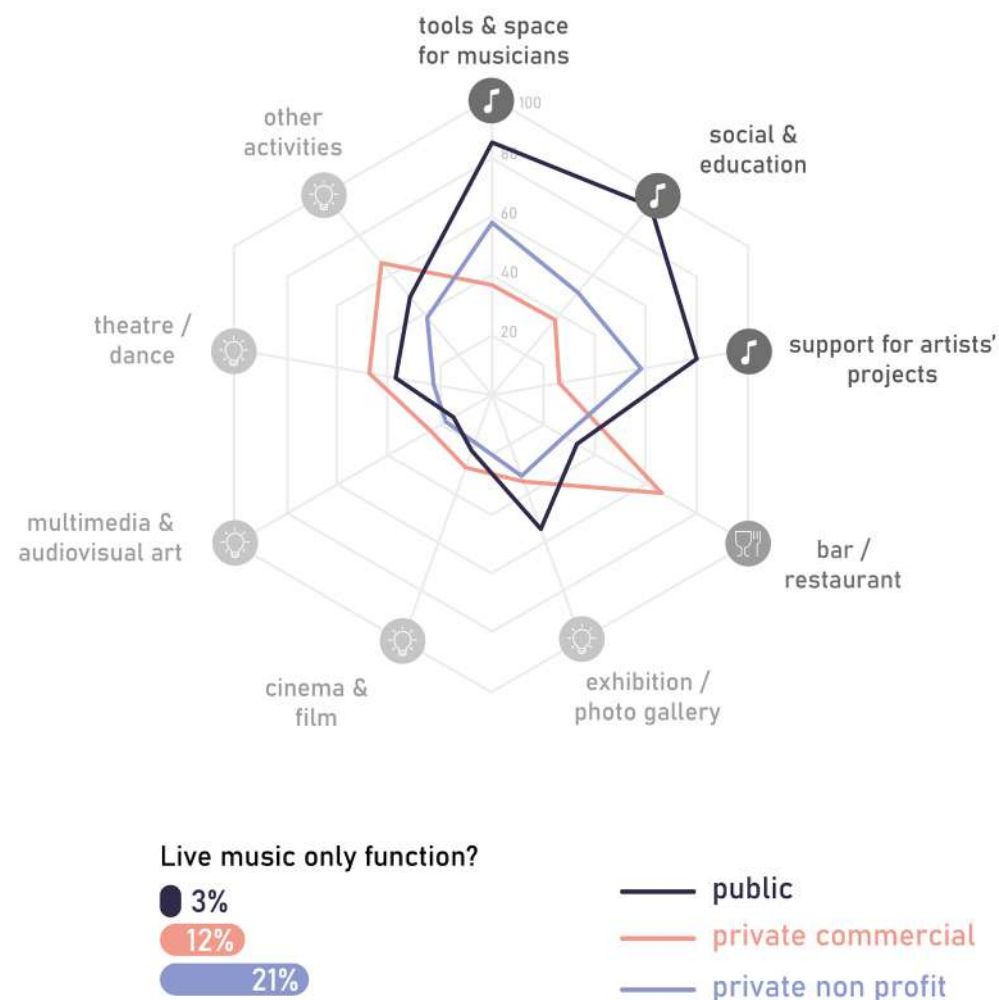 tools & space
for musicians
100
other
activities
social &
education
80
60
40
20
theatre /
dance
support for artists'
projects
multimedia &
audiovisual art
bar /
restaurant
cinema &
film
exhibition /
photo gallery
Live music only function?
3%
12%
21%
public
private commercial
private non profit